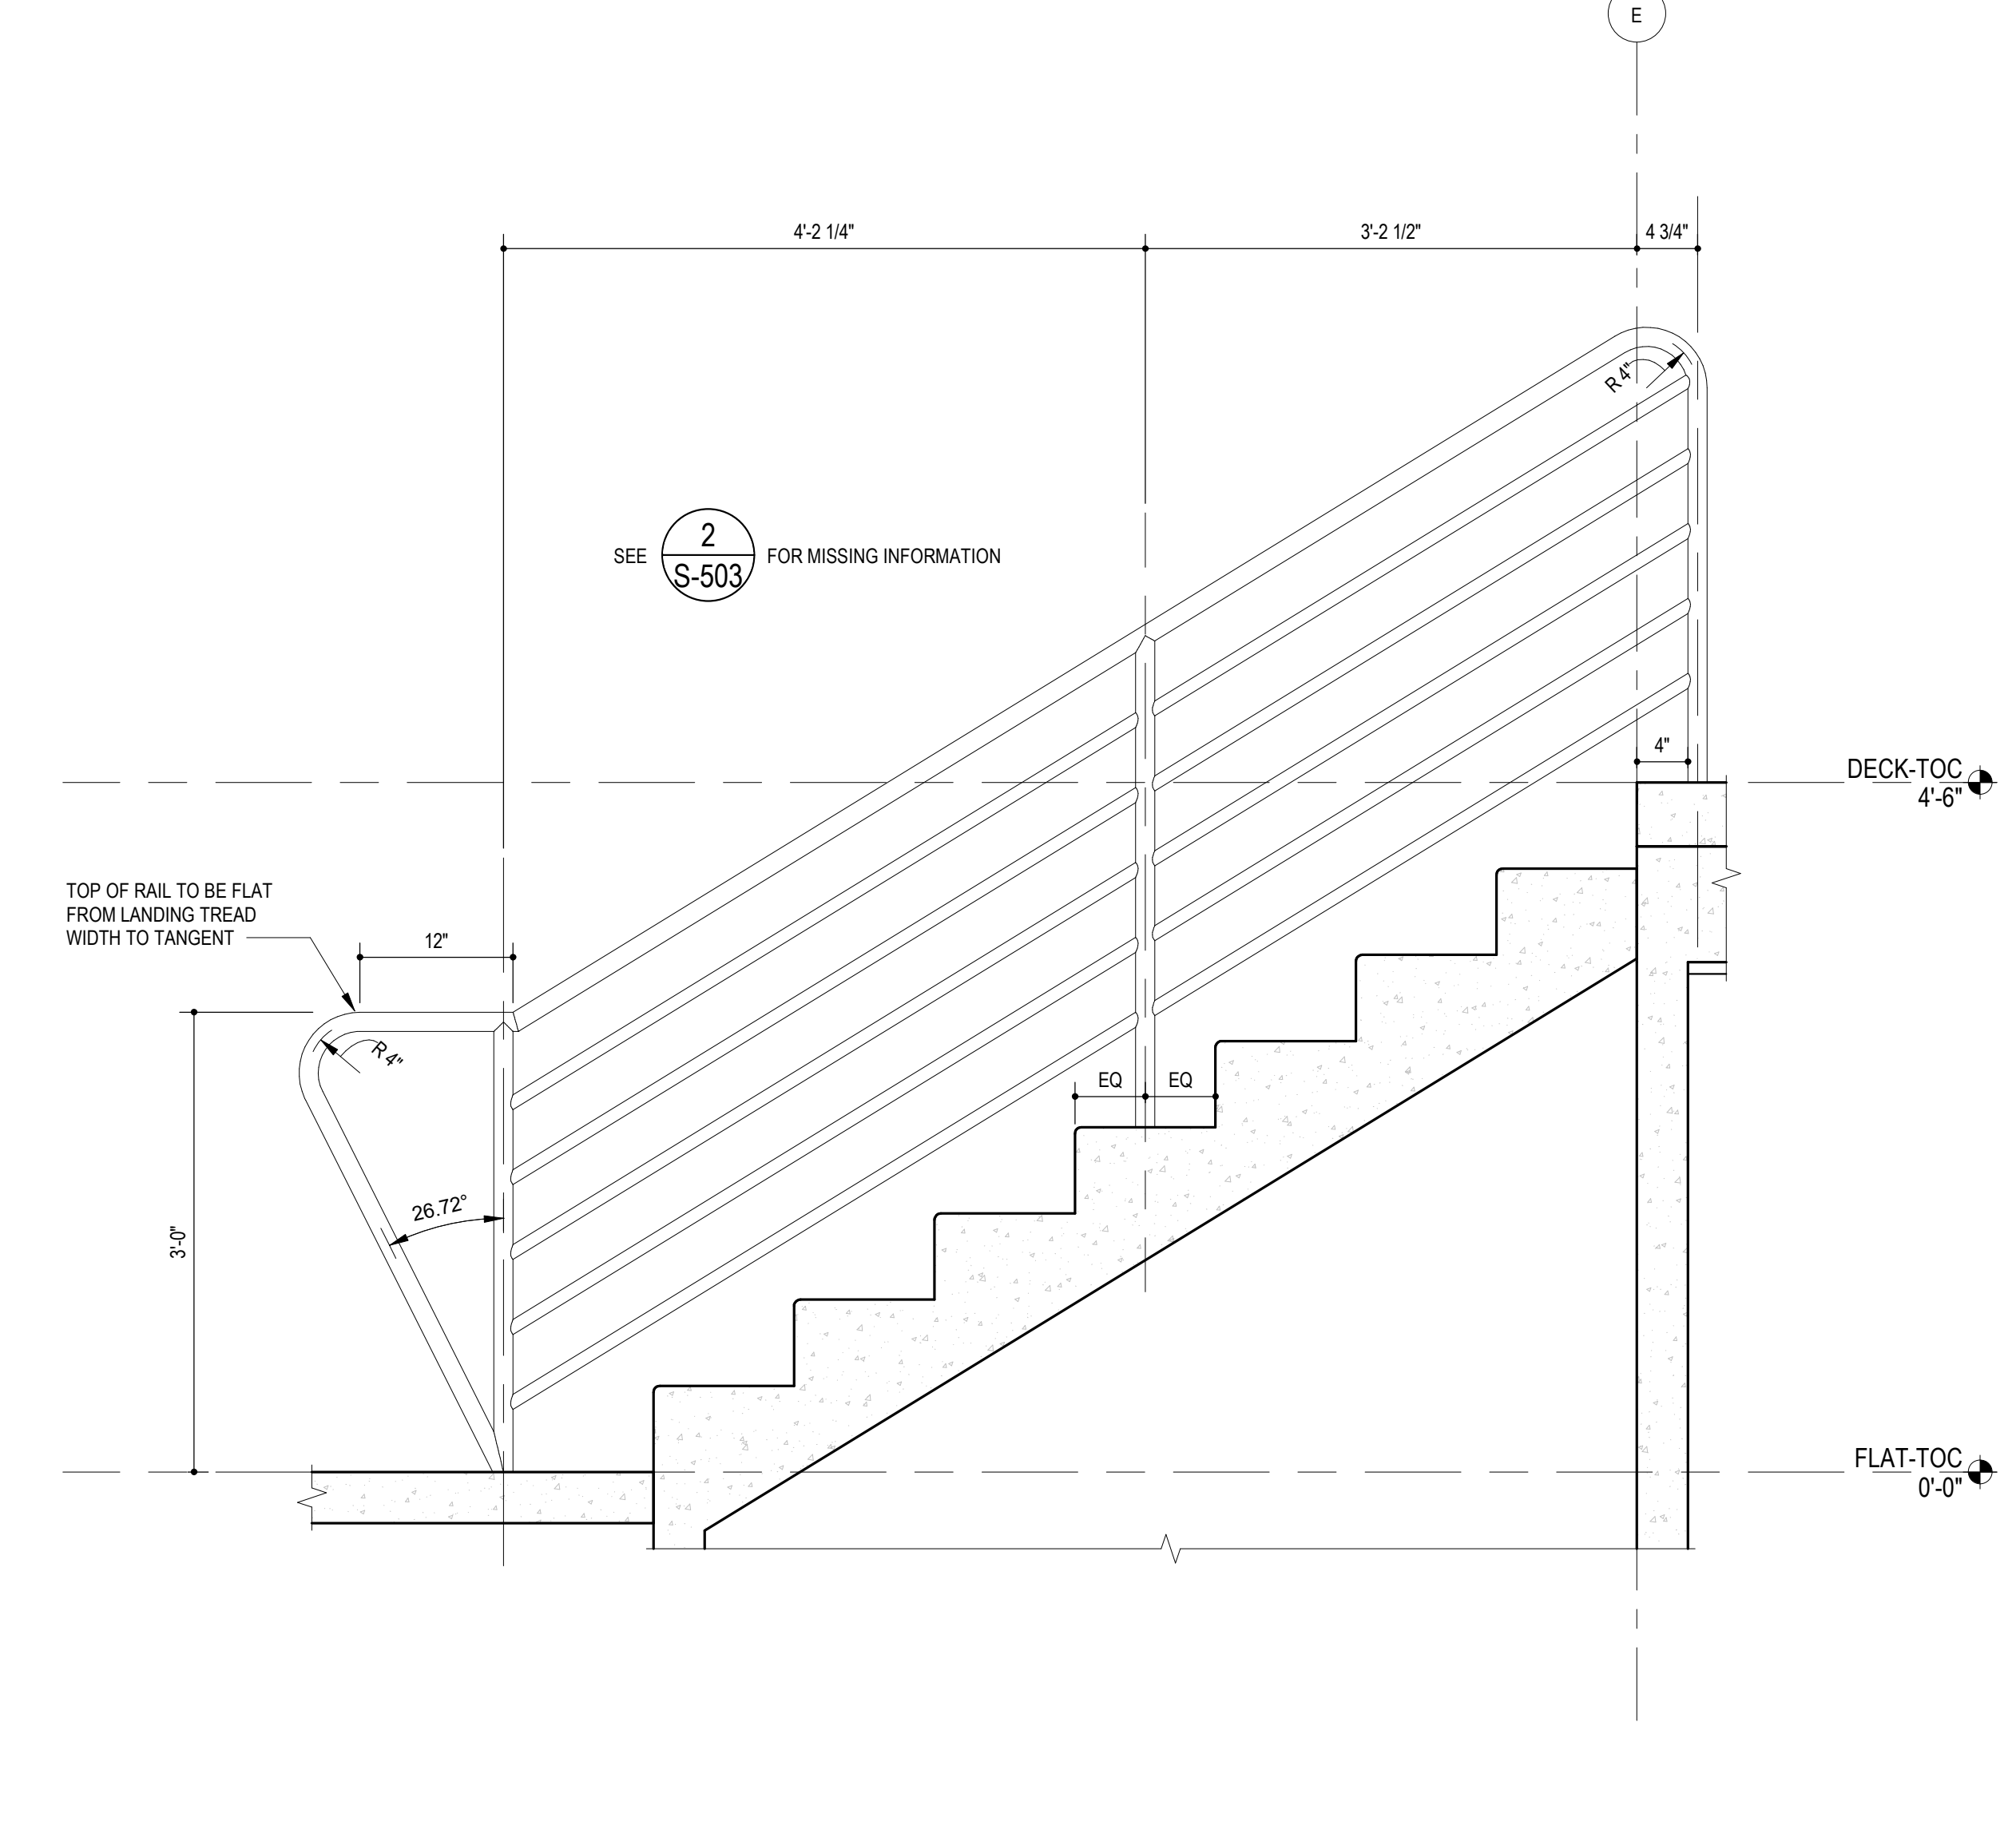 E
4'-2 1/4"
3'-2 1/2"
4 3/4"
R 4"
2
SEE
FOR MISSING INFORMATION
S-503
4"
DECK-TOC
4'-6"
TOP OF RAIL TO BE FLAT
FROM LANDING TREAD
WIDTH TO TANGENT
12"
R 4"
EQ
EQ
26.72°
3'-0"
FLAT-TOC
0'-0"